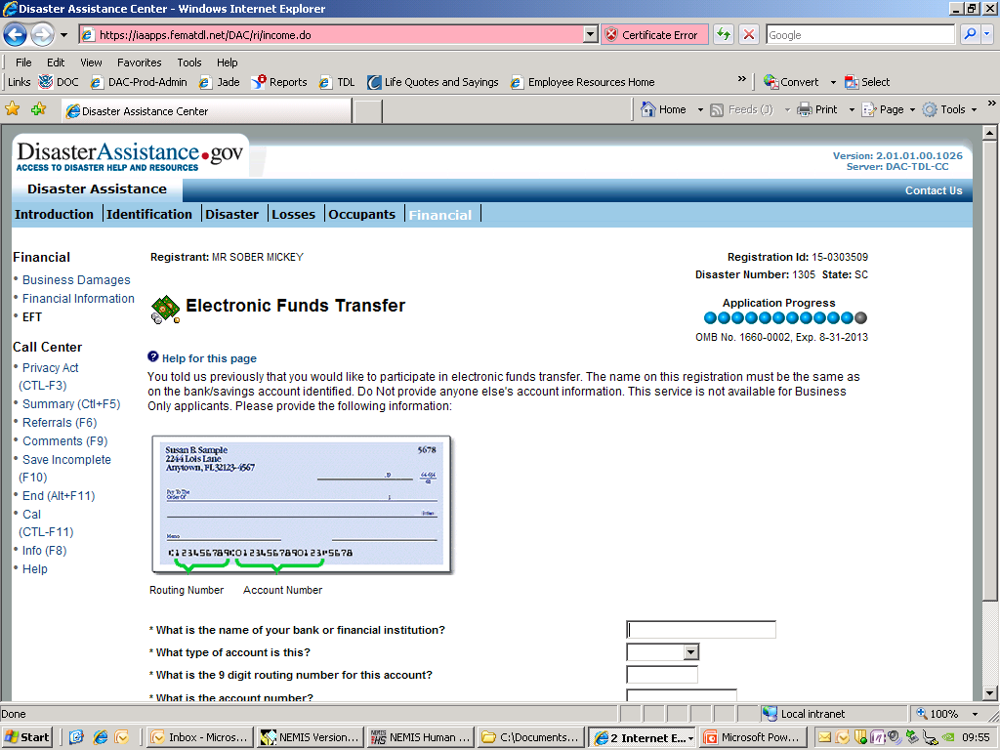 Disaster Assistance Center - Windows Internet Explorer
https://iaapps.fematdl.net/DAC/ri/income.do
Certificate Error
Google
File Edit View Favorites Tools Help
Links DOC DAC-Prod-Admin Jade Reports TDL Life Quotes and Sayings Employee Resources Home » Convert Select
Disaster Assistance Center
Home Feeds (J) Print Page Tools »
DisasterAssistance.gov
ACCESS TO DISASTER HELP AND RESOURCES
Version: 2.01.01.00.1026
Server: DAC-TDL-CC
Disaster Assistance
Contact Us
Introduction Identification Disaster Losses Occupants Financial
Financial
• Business Damages
• Financial Information
• EFT
Call Center
• Privacy Act
(CTL-F3)
• Summary (Ctl+F5)
• Referrals (F6)
• Comments (F9)
• Save Incomplete
(F10)
• End (Alt+F11)
• Cal
(CTL-F11)
• Info (F8)
• Help
Registrant: MR SOBER MICKEY
Registration Id: 15-0303509
Disaster Number: 1305 State: SC
Electronic Funds Transfer
Application Progress
OMB No. 1660-0002, Exp. 8-31-2013
? Help for this page
You told us previously that you would like to participate in electronic funds transfer. The name on this registration must be the same as
on the bank/savings account identified. Do Not provide anyone else's account information. This service is not available for Business
Only applicants. Please provide the following information:
Susan B. Sample
2244 Lois Lane
Anytown, FL 32123-4567
5678
Pay To The
Order Of
Memo
123456789 01234567890123 5678
Routing Number Account Number
* What is the name of your bank or financial institution?
* What type of account is this?
* What is the 9 digit routing number for this account?
* What is the account number?
Done
Local intranet
100%
Start
Inbox - Micros...
NEMIS Version...
NEMIS Human ...
C:\Documents...
2 Internet E...
Microsoft Pow...
09:55